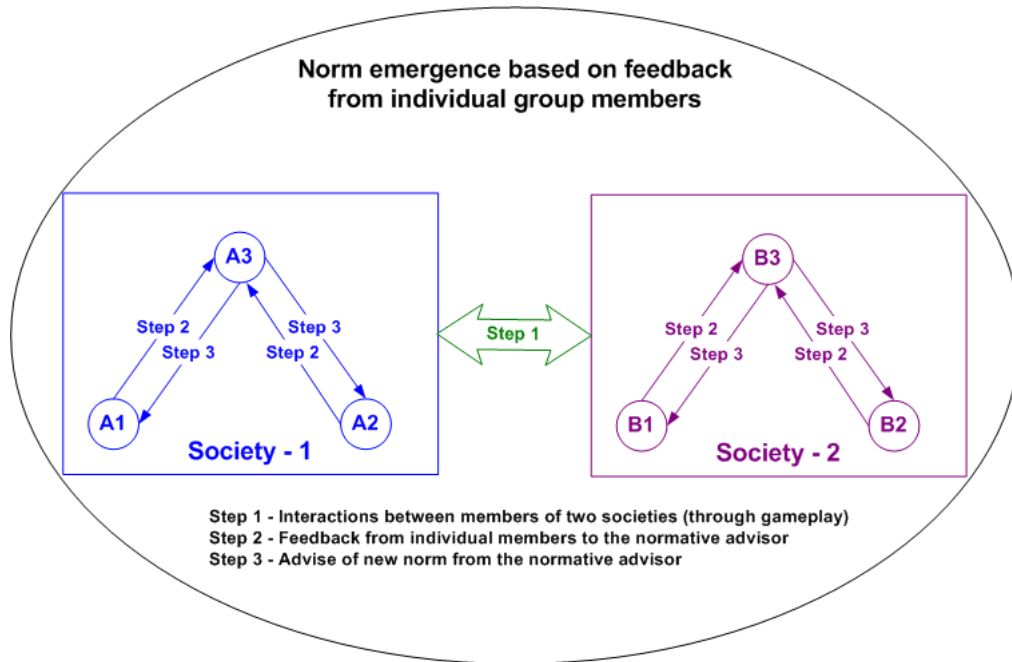 Norm emergence based on feedback
from individual group members
A3
Step 2
Step 3
Step 3
Step 2
A1
A2
Society - 1
Step 1
B3
Step 2
Step 3
Step 3
Step 2
B1
B2
Society - 2
Step 1 - Interactions between members of two societies (through gameplay)
Step 2 - Feedback from individual members to the normative advisor
Step 3 - Advise of new norm from the normative advisor